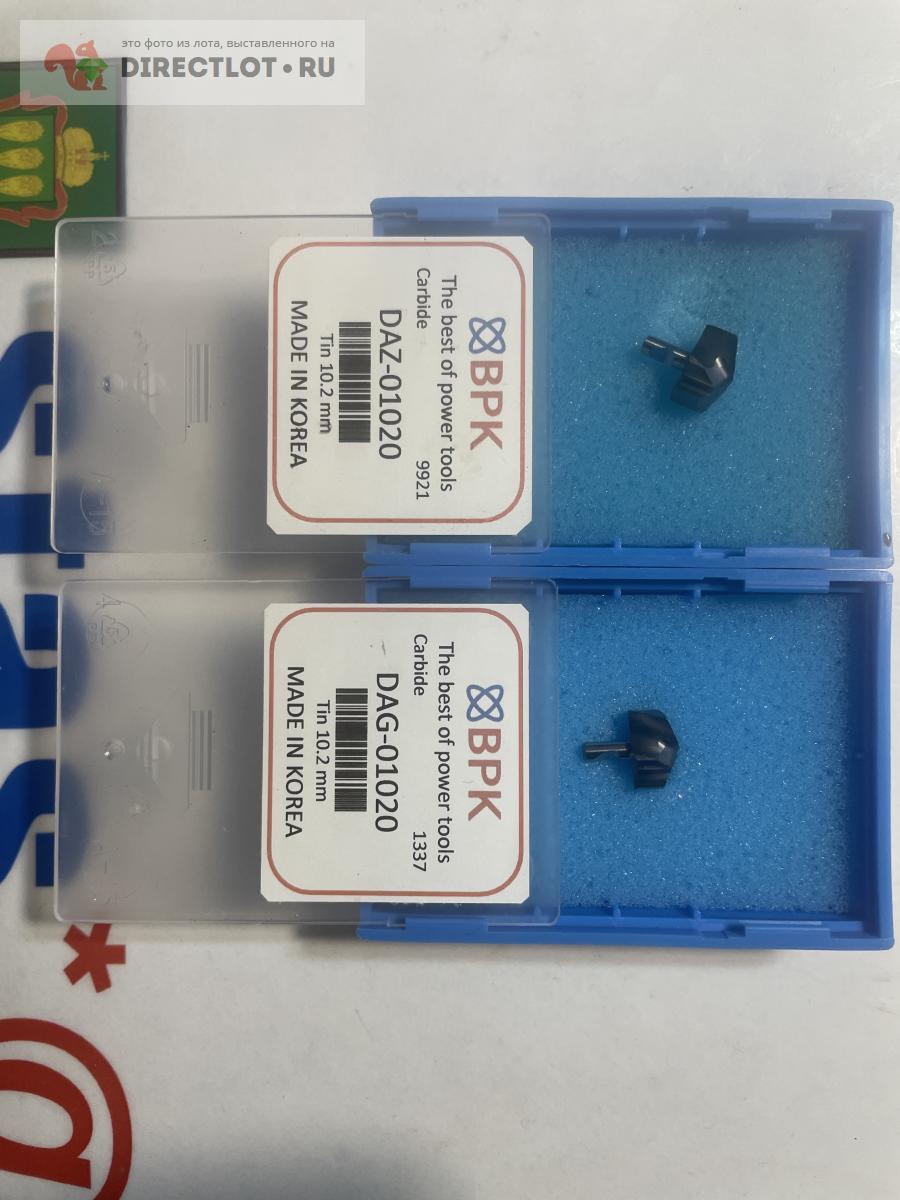 это фото из лота, выставленного на
DIRECTLOT•RU
BPK
The best of power tools
Carbide 9921
DAZ-01020
Tin 10.2 mm
MADE IN KOREA
BPK
The best of power tools
Carbide 1337
DAG-01020
Tin 10.2 mm
MADE IN KOREA